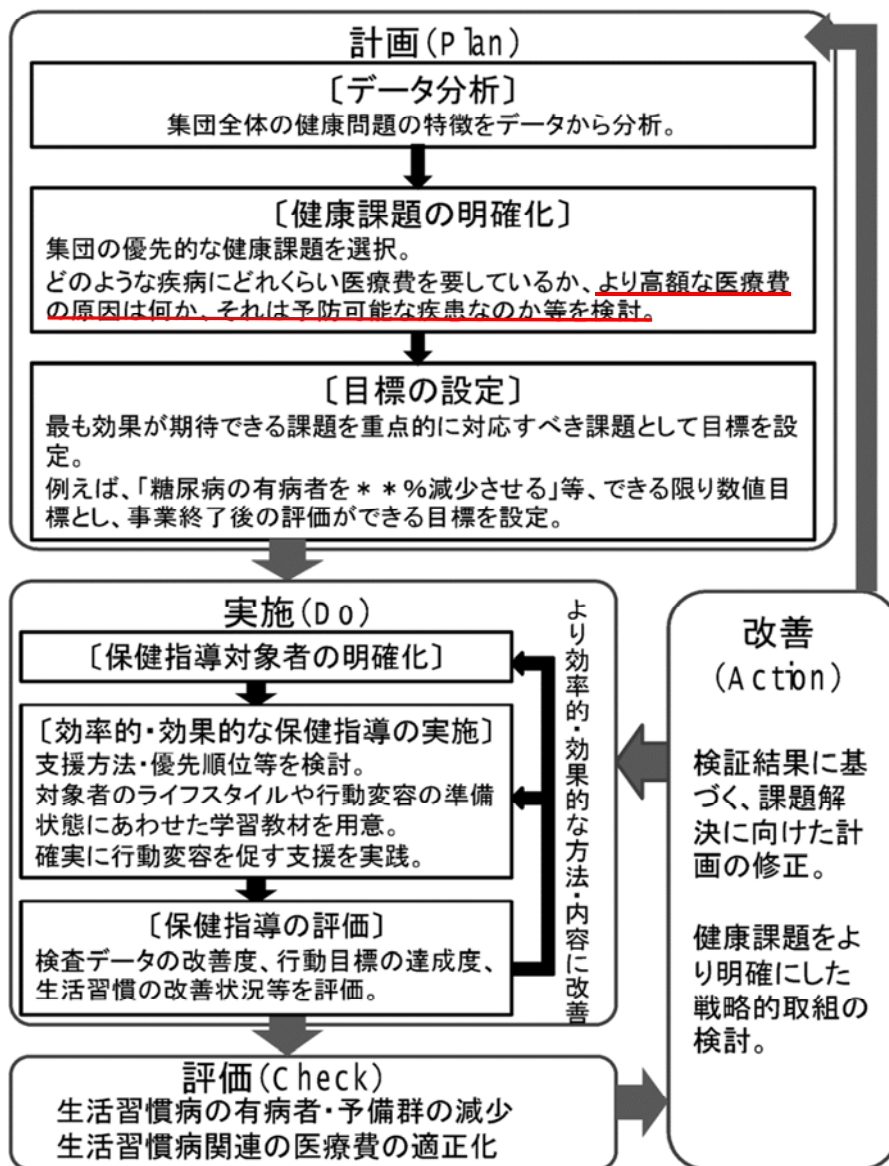 計画(Plan)
〔データ分析〕
集団全体の健康問題の特徴をデータから分析。
〔健康課題の明確化〕
集団の優先的な健康課題を選択。
どのような疾病にどれくらい医療費を要しているか、より高額な医療費
の原因は何か、それは予防可能な疾患なのか等を検討。
〔目標の設定〕
最も効果が期待できる課題を重点的に対応すべき課題として目標を設
定。
例えば、「糖尿病の有病者を＊＊%減少させる」等、できる限り数値目
標とし、事業終了後の評価ができる目標を設定。
実施(Do)
〔保健指導対象者の明確化〕
〔効率的・効果的な保健指導の実施〕
支援方法・優先順位等を検討。
対象者のライフスタイルや行動変容の準備
状態にあわせた学習教材を用意。
確実に行動変容を促す支援を実践。
〔保健指導の評価〕
検査データの改善度、行動目標の達成度、
生活習慣の改善状況等を評価。
より効率的・効果的な方法・内容に改善
評価(Check)
生活習慣病の有病者・予備群の減少
生活習慣病関連の医療費の適正化
改善
(Action)
検証結果に基
づく、課題解
決に向けた計
画の修正。
健康課題をよ
り明確にした
戦略的取組の
検討。